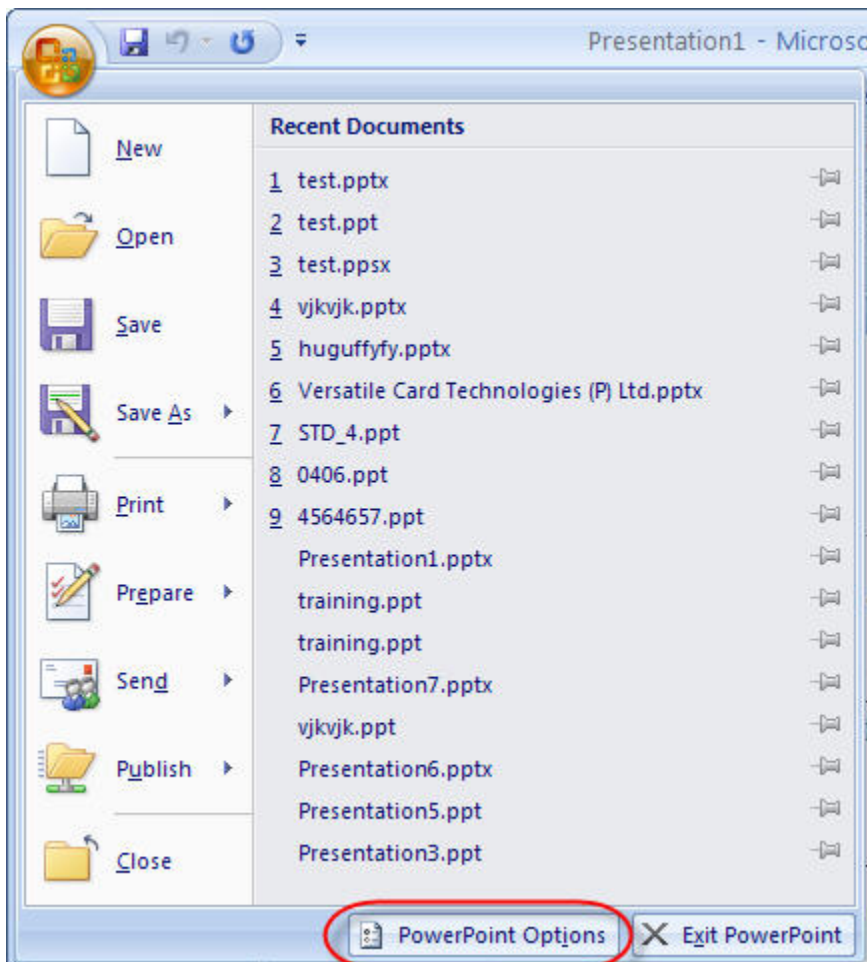 Presentation1 - Microso
New
Open
Save
Save As
Print
Prepare
Send
Publish
Close
Recent Documents
1 test.pptx
2 test.ppt
3 test.ppsx
4 vjkvjk.pptx
5 huguffyfy.pptx
6 Versatile Card Technologies (P) Ltd.pptx
7 STD_4.ppt
8 0406.ppt
9 4564657.ppt
Presentation1.pptx
training.ppt
training.ppt
Presentation7.pptx
vjkvjk.ppt
Presentation6.pptx
Presentation5.ppt
Presentation3.ppt
PowerPoint Options
Exit PowerPoint